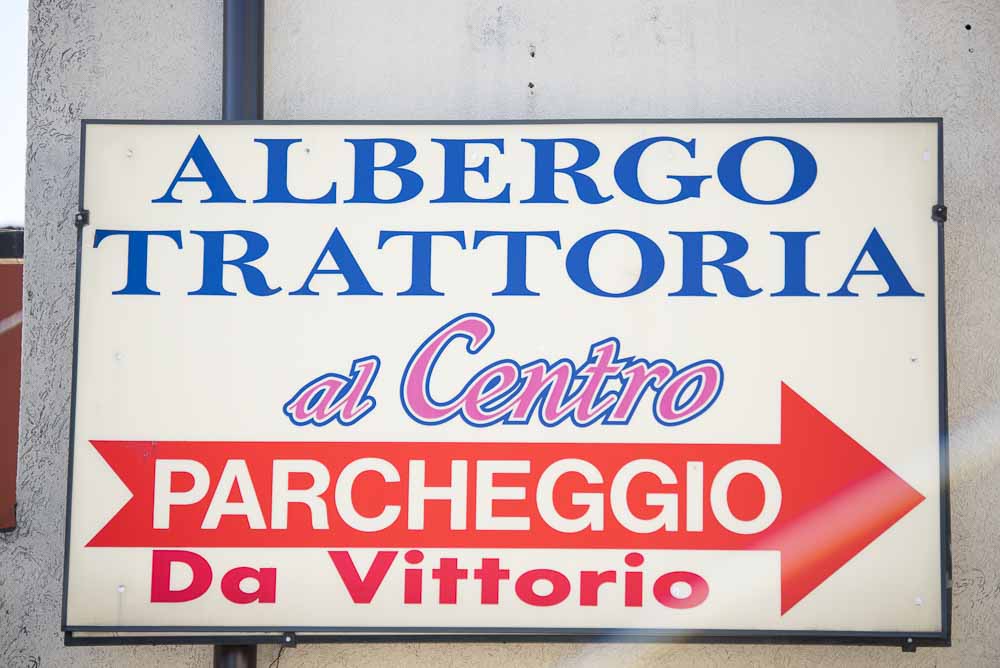 ALBERGO
TRATTORIA
al Centro
PARCHEGGIO
Da Vittorio